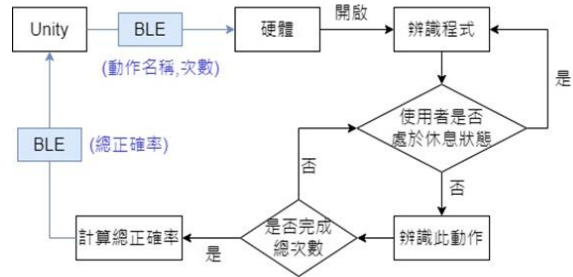 Unity
BLE
硬體
開啟
辨識程式
(動作名稱,次數)
是
使用者是否
處於休息狀態
BLE
(總正確率)
否
否
計算總正確率
是
是否完成
總次數
辨識此動作